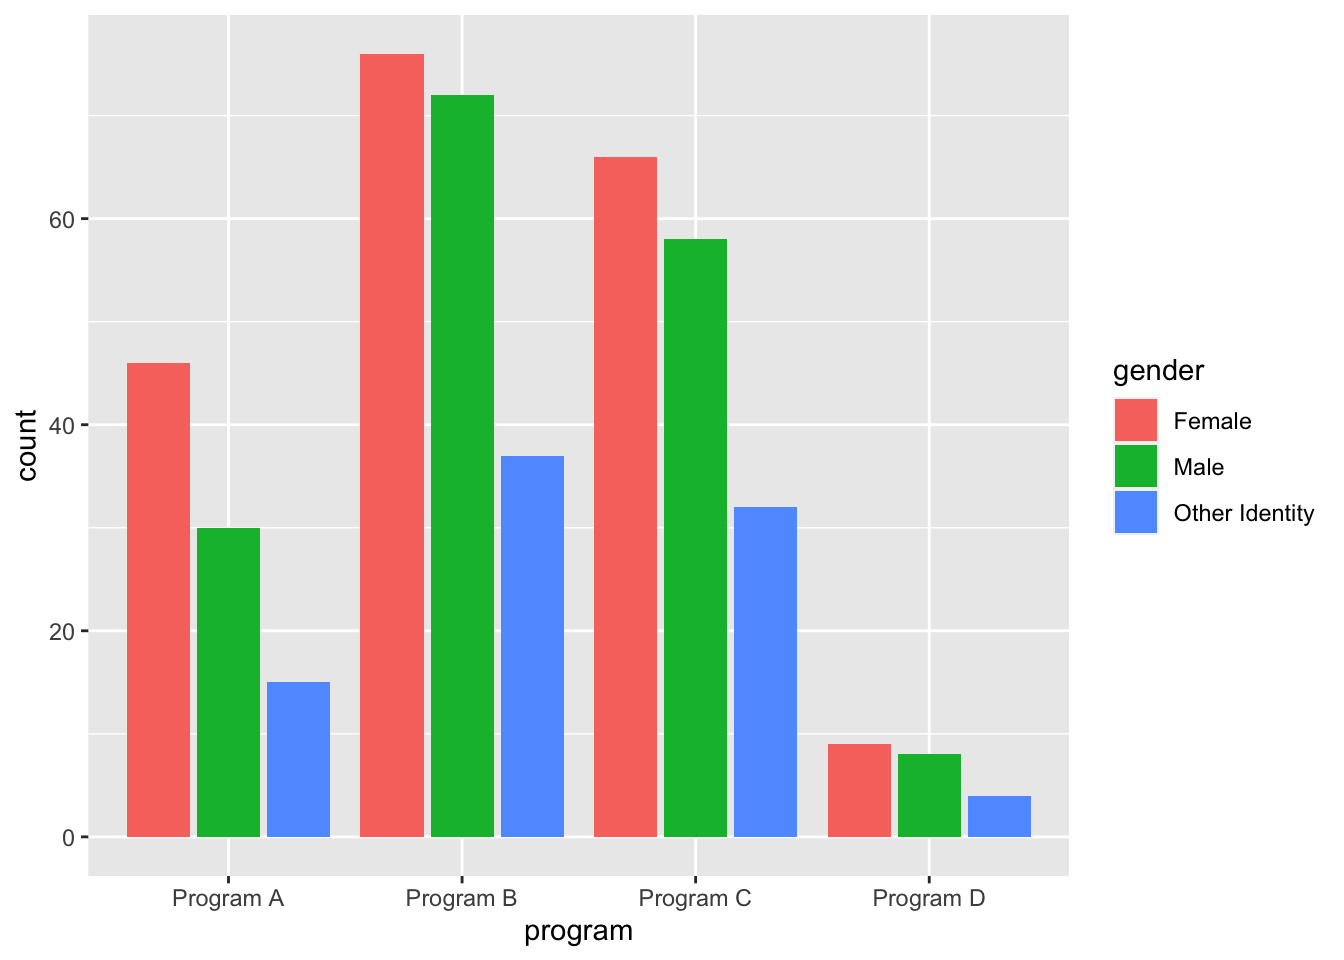 count
60
40
20
0
Program A
Program B
Program C
Program D
program
gender
Female
Male
Other Identity